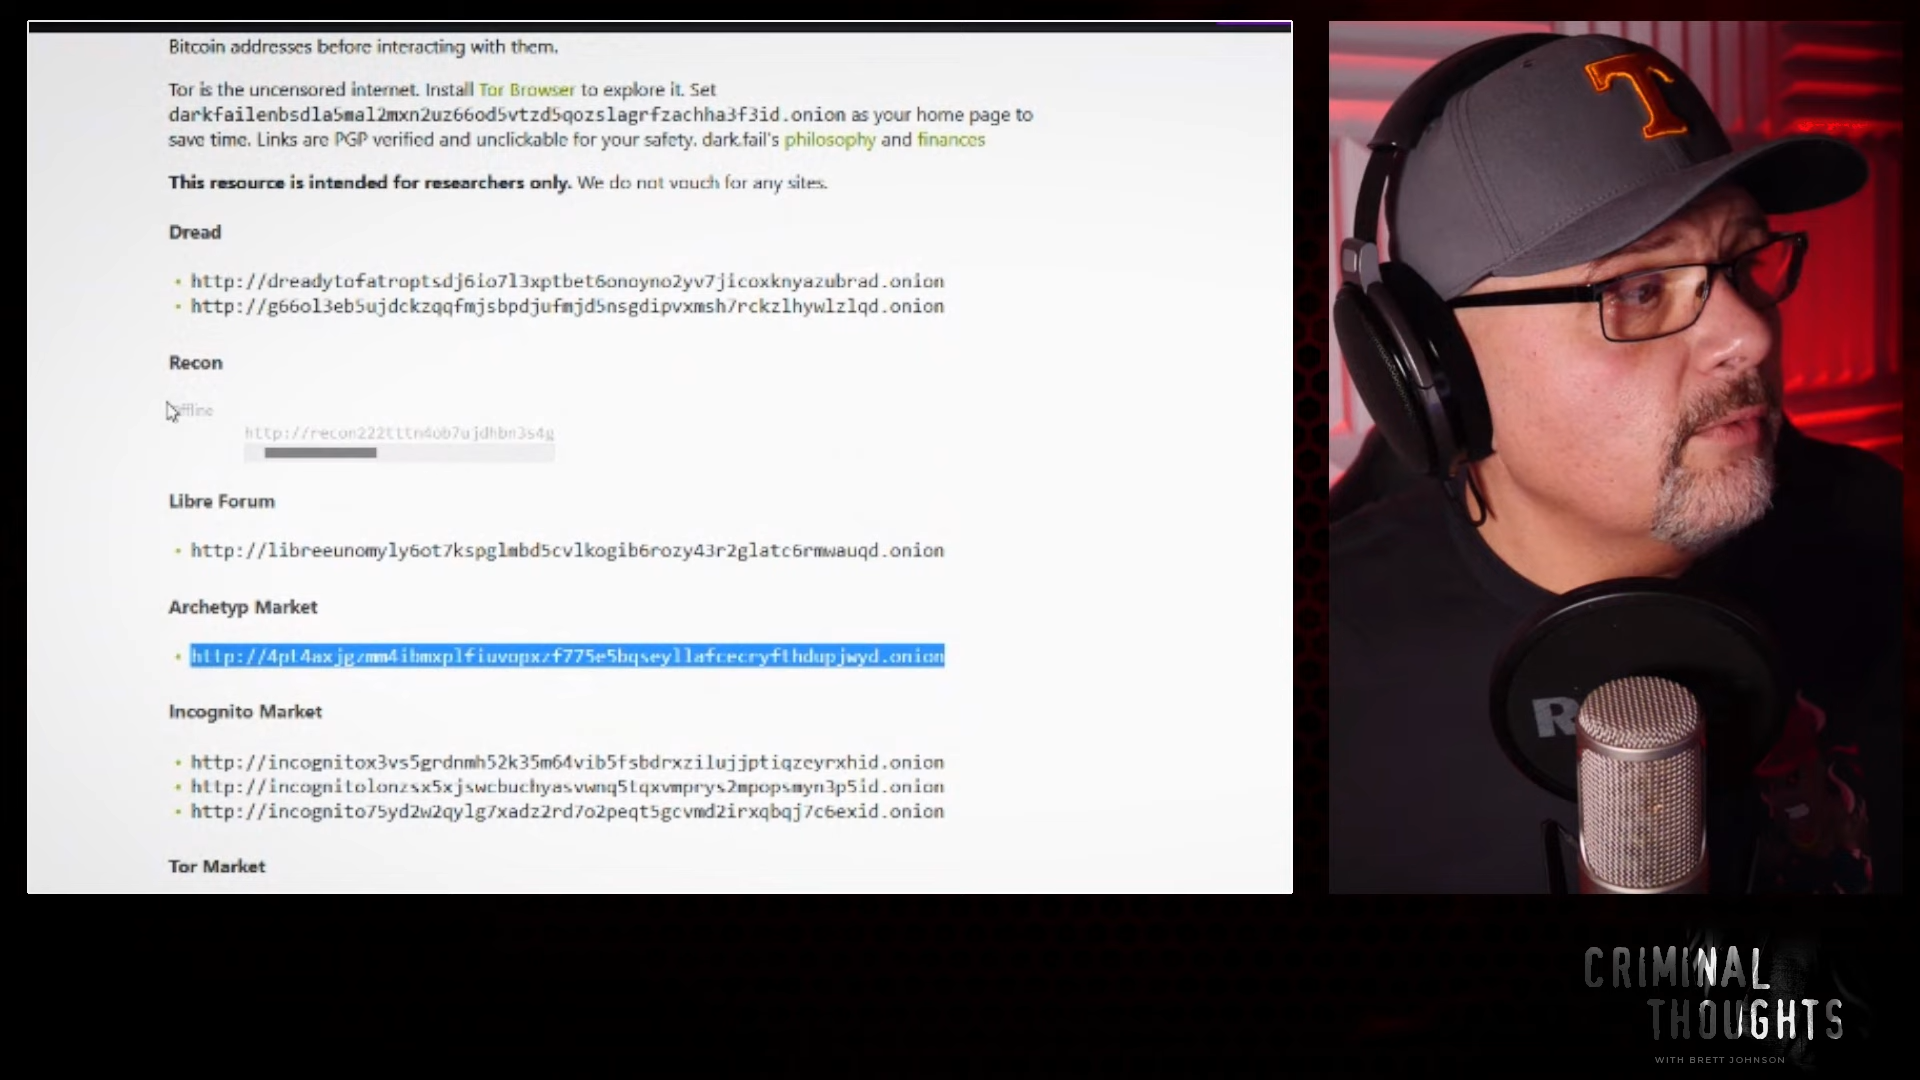 Bitcoin addresses before interacting with them.
Tor is the uncensored internet. Install Tor Browser to explore it. Set
darkfailenbsdla5mal2mxn2uz66od5vtzd5qozslagrfzachha3f3id.onion as your home page to
save time. Links are PGP verified and unclickable for your safety. dark.fail's philosophy and finances
This resource is intended for researchers only. We do not vouch for any sites.
Dread
http://dreadytofatroptsdj6io7l3xptbet6onoyno2yv7jicoxknyazubrad.onion
http://g66ol3eb5ujdckzqqfmjsbpdjufmjd5nsgdipvxmsh7rckzlhywlzlqd.onion
Recon
http://recon222tttn4ob7ujdhbn3s4g
Libre Forum
http://libreeunomyly6ot7kspglmbd5cvlkogib6rozy43r2glatc6rmwauqd.onion
Archetyp Market
http://4pt4axjgzmm4ibmxplfiuvopxzf775e5bqseyllafcecryfthdupjwyd.onion
Incognito Market
http://incognitox3vs5grdnmh52k35m64vib5fsbdrxzilujjptiqzeyrxhid.onion
Tor Market
CRIMINAL
THOUGHTS
WITH BRETT JOHNSON